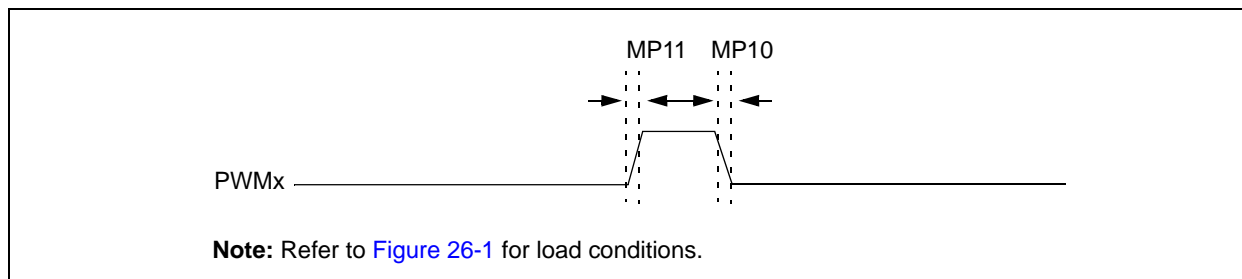 MP11 MP10
PWMx
Note: Refer to Figure 26-1 for load conditions.